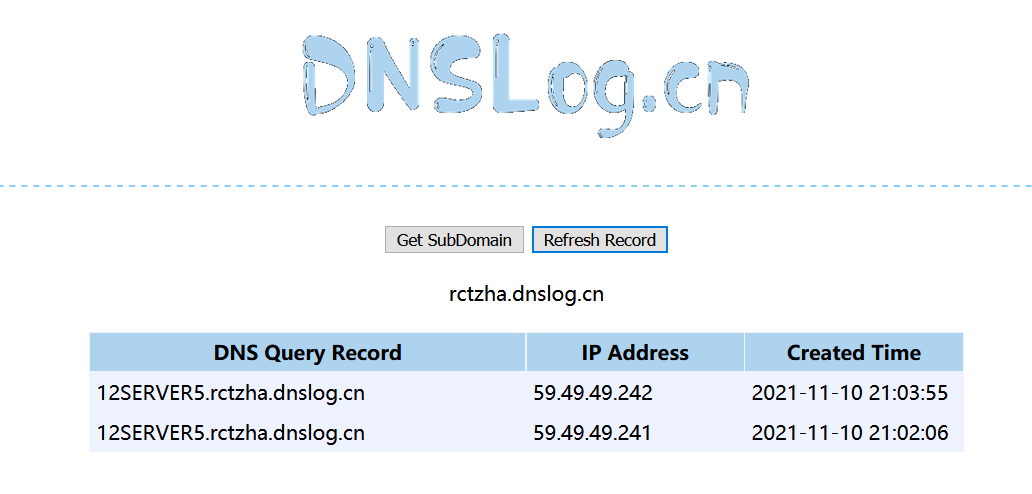 DNSLog.cn
Get SubDomain Refresh Record
rctzha.dnslog.cn
DNS Query Record IP Address Created Time
12SERVER5.rctzha.dnslog.cn 59.49.49.242 2021-11-10 21:03:55
12SERVER5.rctzha.dnslog.cn 59.49.49.241 2021-11-10 21:02:06